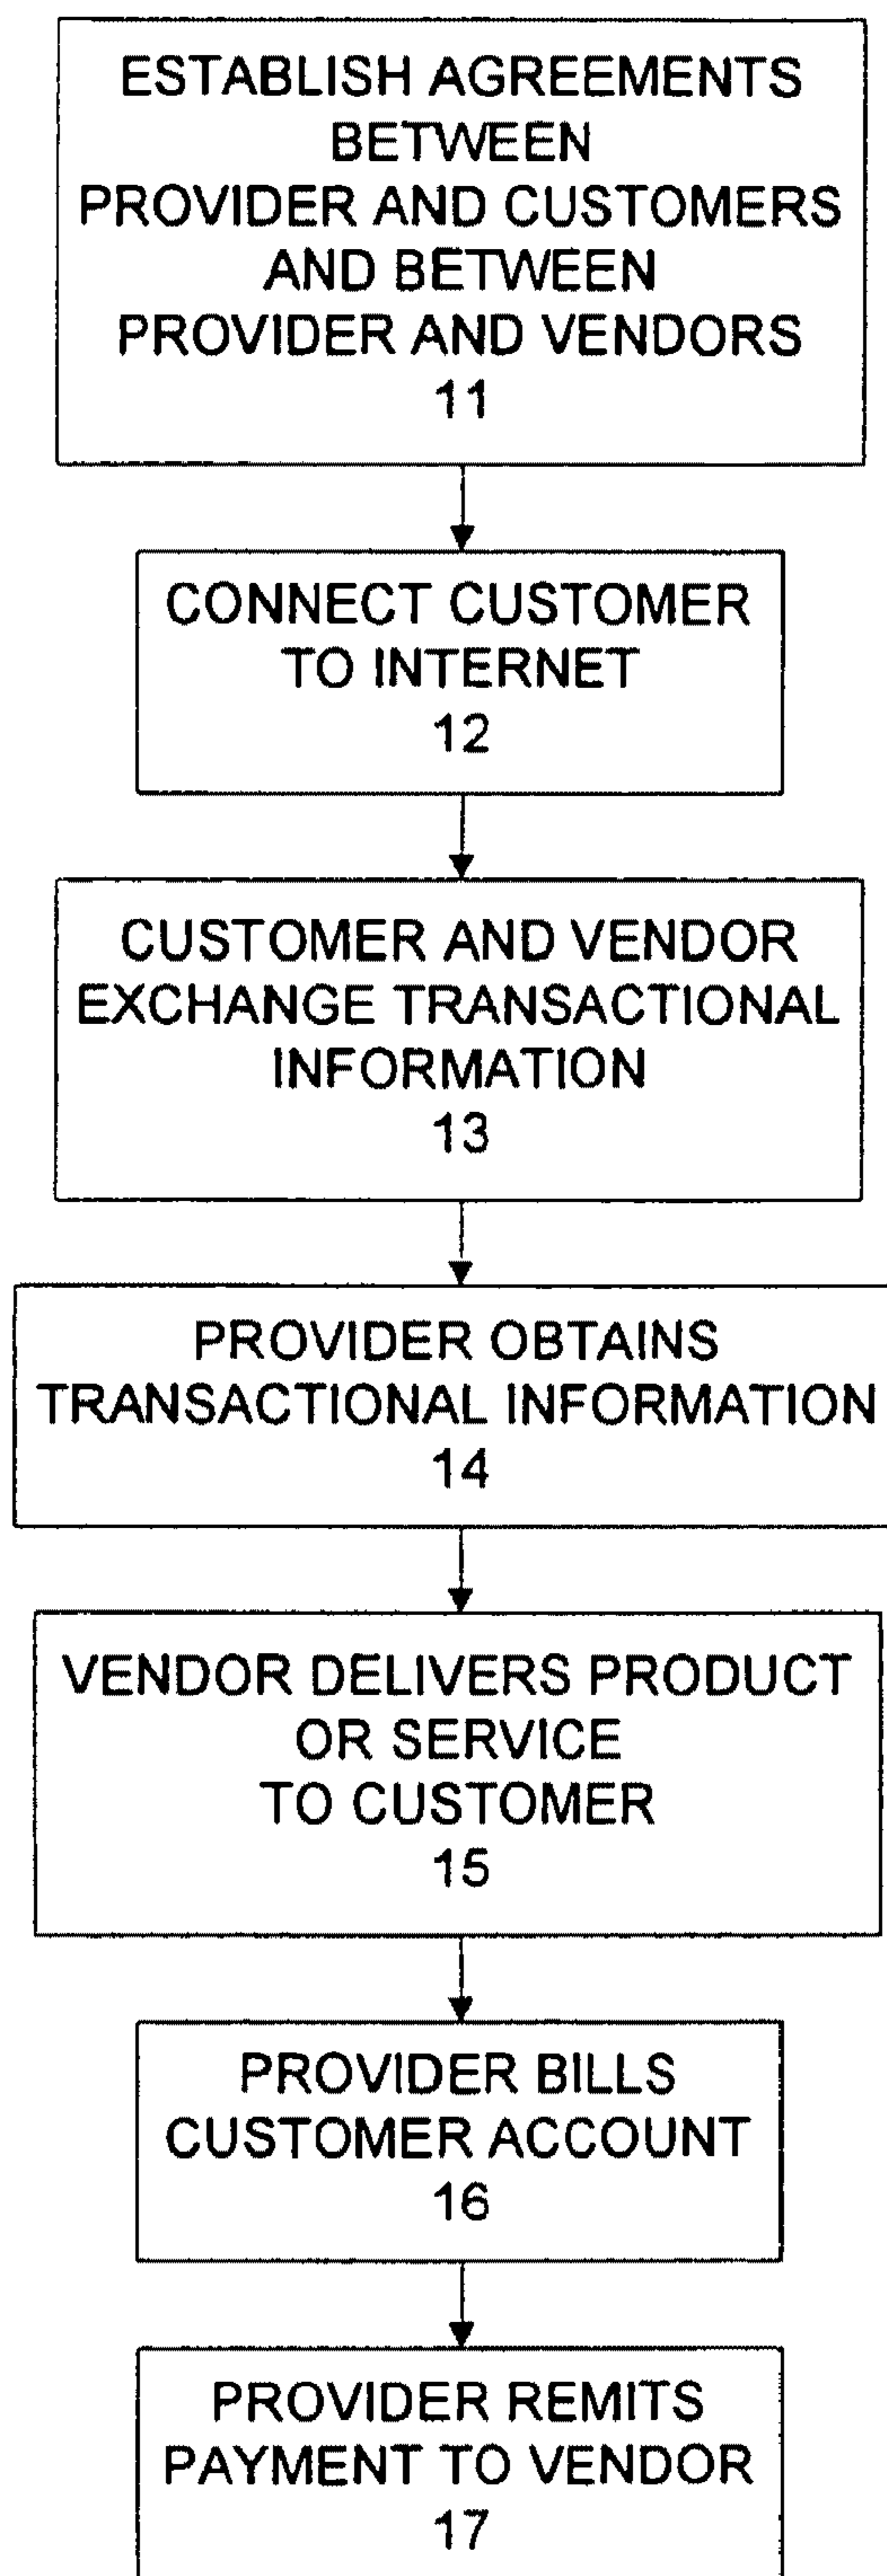 ESTABLISH AGREEMENTS
BETWEEN
PROVIDER AND CUSTOMERS
AND BETWEEN
PROVIDER AND VENDORS
11
CONNECT CUSTOMER
TO INTERNET
12
CUSTOMER AND VENDOR
EXCHANGE TRANSACTIONAL
INFORMATION
13
PROVIDER OBTAINS
TRANSACTIONAL INFORMATION
14
VENDOR DELIVERS PRODUCT
OR SERVICE
TO CUSTOMER
15
PROVIDER BILLS
CUSTOMER ACCOUNT
16
PROVIDER REMITS
PAYMENT TO VENDOR
17